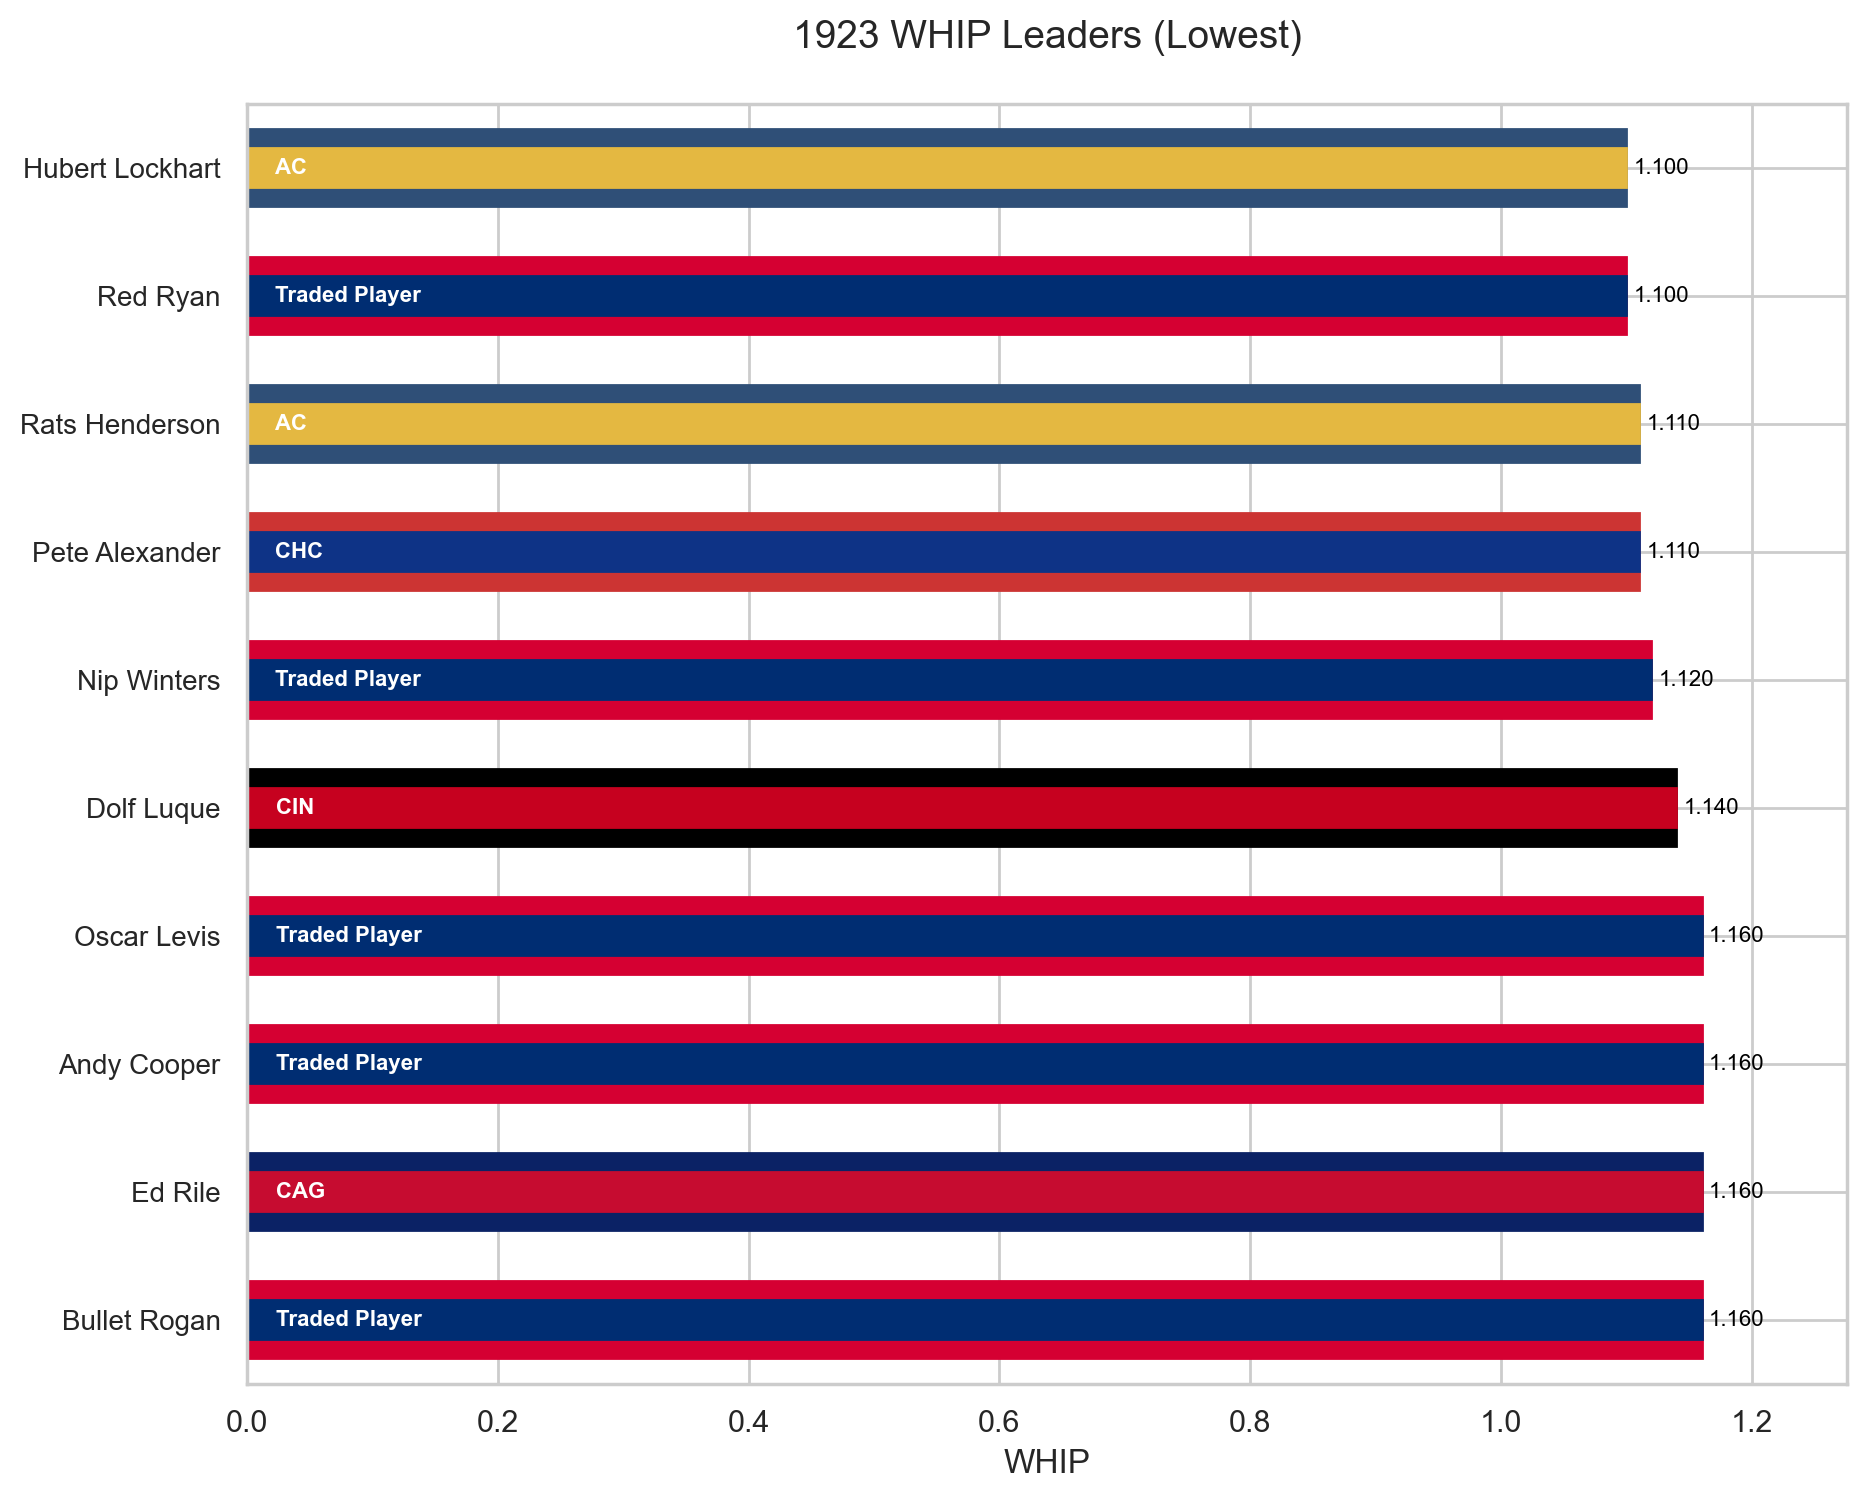 1923 WHIP Leaders (Lowest)
Hubert Lockhart AC 1.100
Red Ryan Traded Player 1.100
Rats Henderson AC 1.110
Pete Alexander CHC 1.110
Nip Winters Traded Player 1.120
Dolf Luque CIN 1.140
Oscar Levis Traded Player 1.160
Andy Cooper Traded Player 1.160
Ed Rile CAG 1.160
Bullet Rogan Traded Player 1.160
0.0 0.2 0.4 0.6 0.8 1.0 1.2
WHIP